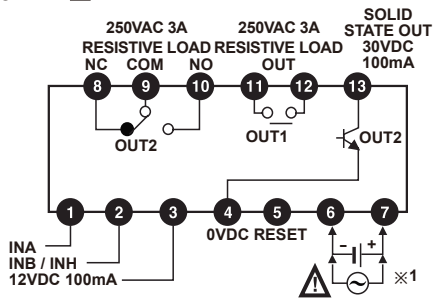 250VAC 3A
RESISTIVE LOAD
NC COM NO
250VAC 3A
RESISTIVE LOAD
OUT
SOLID
STATE OUT
30VDC
100mA
8 9 10 11 12 13
OUT2
OUT1
OUT2
1 2 3 4 5 6 7
0VDC RESET
INA
INB / INH
12VDC 100mA
- +
※1